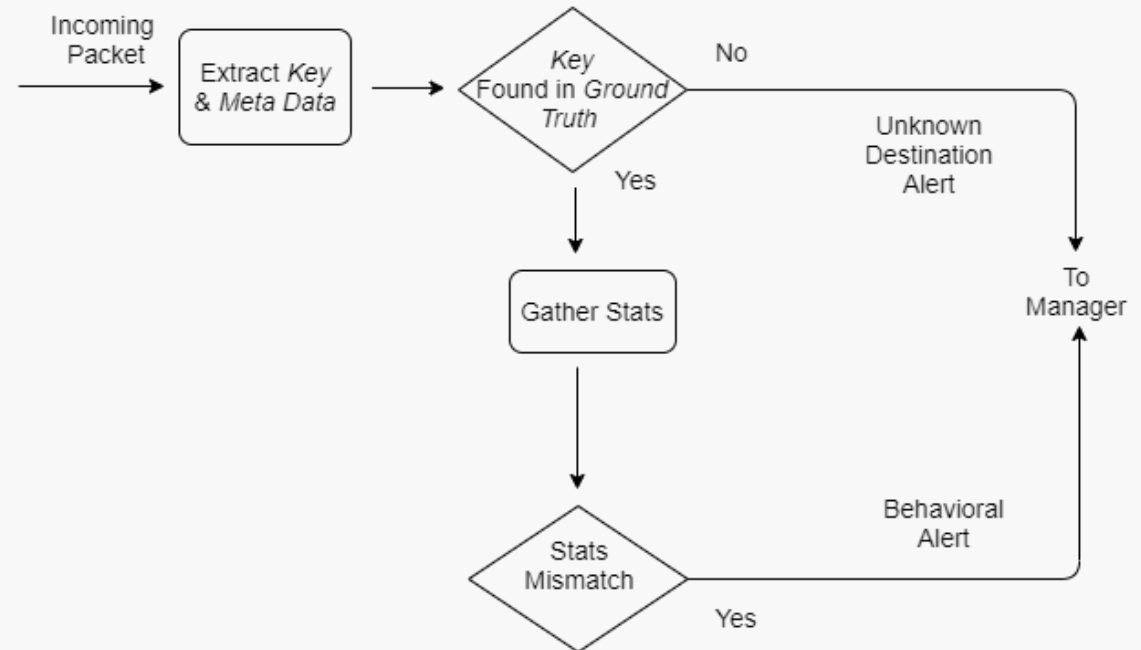 Incoming
Packet
Extract Key
& Meta Data
Key
Found in Ground
Truth
No
Unknown
Destination
Alert
Yes
Gather Stats
To
Manager
Behavioral
Alert
Stats
Mismatch
Yes